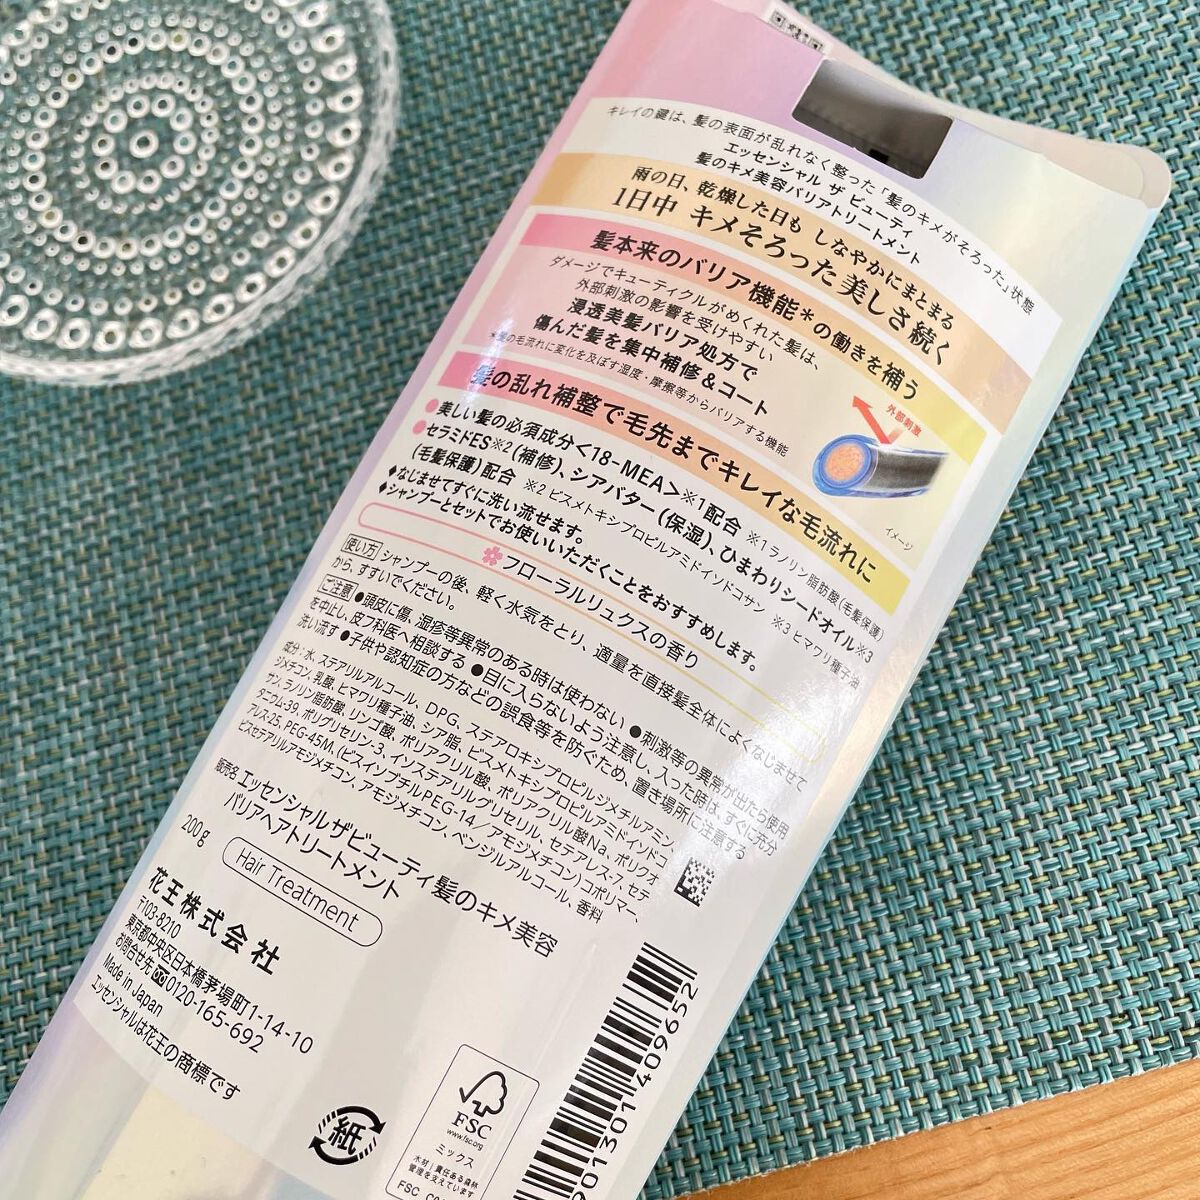 キレイの鍵は、髪の表面が乱れなく整った「髪のキメがそろった」状態
エッセンシャル ザ ビューティ
髪のキメ美容バリアトリートメント
雨の日、乾燥した日も しなやかにまとまる
1日中 キメそろった美しさ続く
髪本来のバリア機能*の働きを補う
ダメージでキューティクルがめくれた髪は、
外部刺激の影響を受けやすい
浸透美髪バリア処方で
傷んだ髪を集中補修&コート
*髪の毛流れに変化を及ぼす湿度・摩擦等からバリアする機能
外部刺激
イメージ
髪の乱れ補整で毛先までキレイな毛流れに
●美しい髪の必須成分<18-MEA>※1配合 ※1 ラノリン脂肪酸(毛髪保護)
●セラミドES※2(補修)、シアバター(保湿)、ひまわりシードオイル※3
(毛髪保護)配合 ※2 ビスメトキシプロピルアミドイソドコサン ※3 ヒマワリ種子油
◆なじませてすぐに洗い流せます。
◆シャンプーとセットでお使いいただくことをおすすめします。
フローラルリュクスの香り
使い方 シャンプーの後、軽く水気をとり、適量を直接髪全体によくなじませて
から、すすいでください。
ご注意 ●頭皮に傷、湿疹等異常のある時は使わない ●刺激等の異常が出たら使用
を中止し、皮フ科医へ相談する ●目に入らないよう注意し、入った時は、すぐに充分
洗い流す ●子供や認知症の方などの誤食等を防ぐため、置き場所に注意する
成分:水、ステアリルアルコール、DPG、ステアロキシプロピルジメチルアミン、
ジメチコン、乳酸、ヒマワリ種子油、シア脂、ビスメトキシプロピルアミドイソドコ
サン、ラノリン脂肪酸、リンゴ酸、ポリアクリル酸、ポリアクリル酸Na、ポリクオ
タニウム-39、ポリグリセリン-3、イソステアリルグリセリル、セテアレス-7、セテ
アレス-25、PEG-45M、(ビスイソブチルPEG-14/アモジメチコン)コポリマー、
ビスセテアリルアモジメチコン、アモジメチコン、ベンジルアルコール、香料
販売名 エッセンシャル ザビューティ髪のキメ美容
バリアヘアトリートメント
200g
Hair Treatment
花王株式会社
〒103-8210
東京都中央区日本橋茅場町1-14-10
お問合せ先 0120-165-692
Made in Japan
エッセンシャルは花王の商標です
紙
FSC
www.fsc.org
ミックス
木材|責任ある森林
管理を支えています
FSC
901301409652